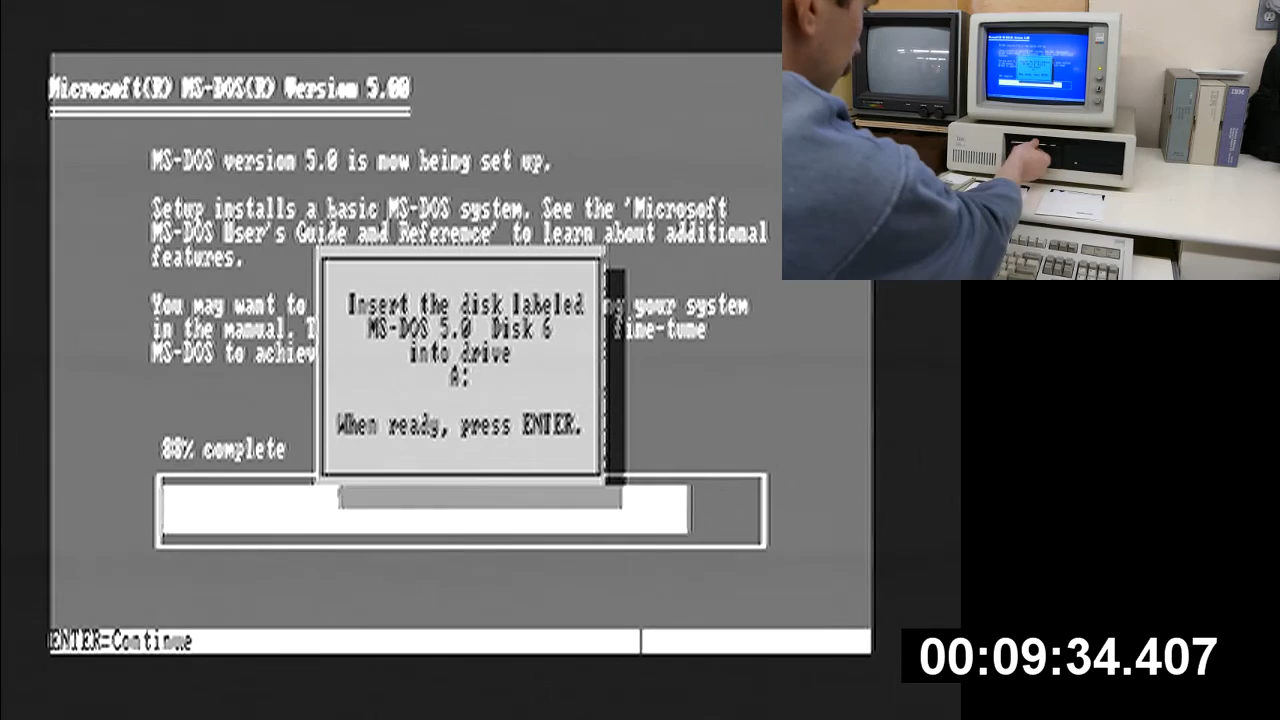 Microsoft(R) MS-DOS(R) Version 5.00
MS-DOS version 5.0 is now being set up.
Setup installs a basic MS-DOS system. See the 'Microsoft
MS-DOS User's Guide and Reference' to learn about additional
features.
You may want to
your system
in the manual. T
fine-tune
MS-DOS to achiev
Insert the disk labeled
MS-DOS 5.0 Disk 6
into drive
A:
When ready, press ENTER.
88% complete
ENTER=Continue
IBM
IBM
00:09:34.407